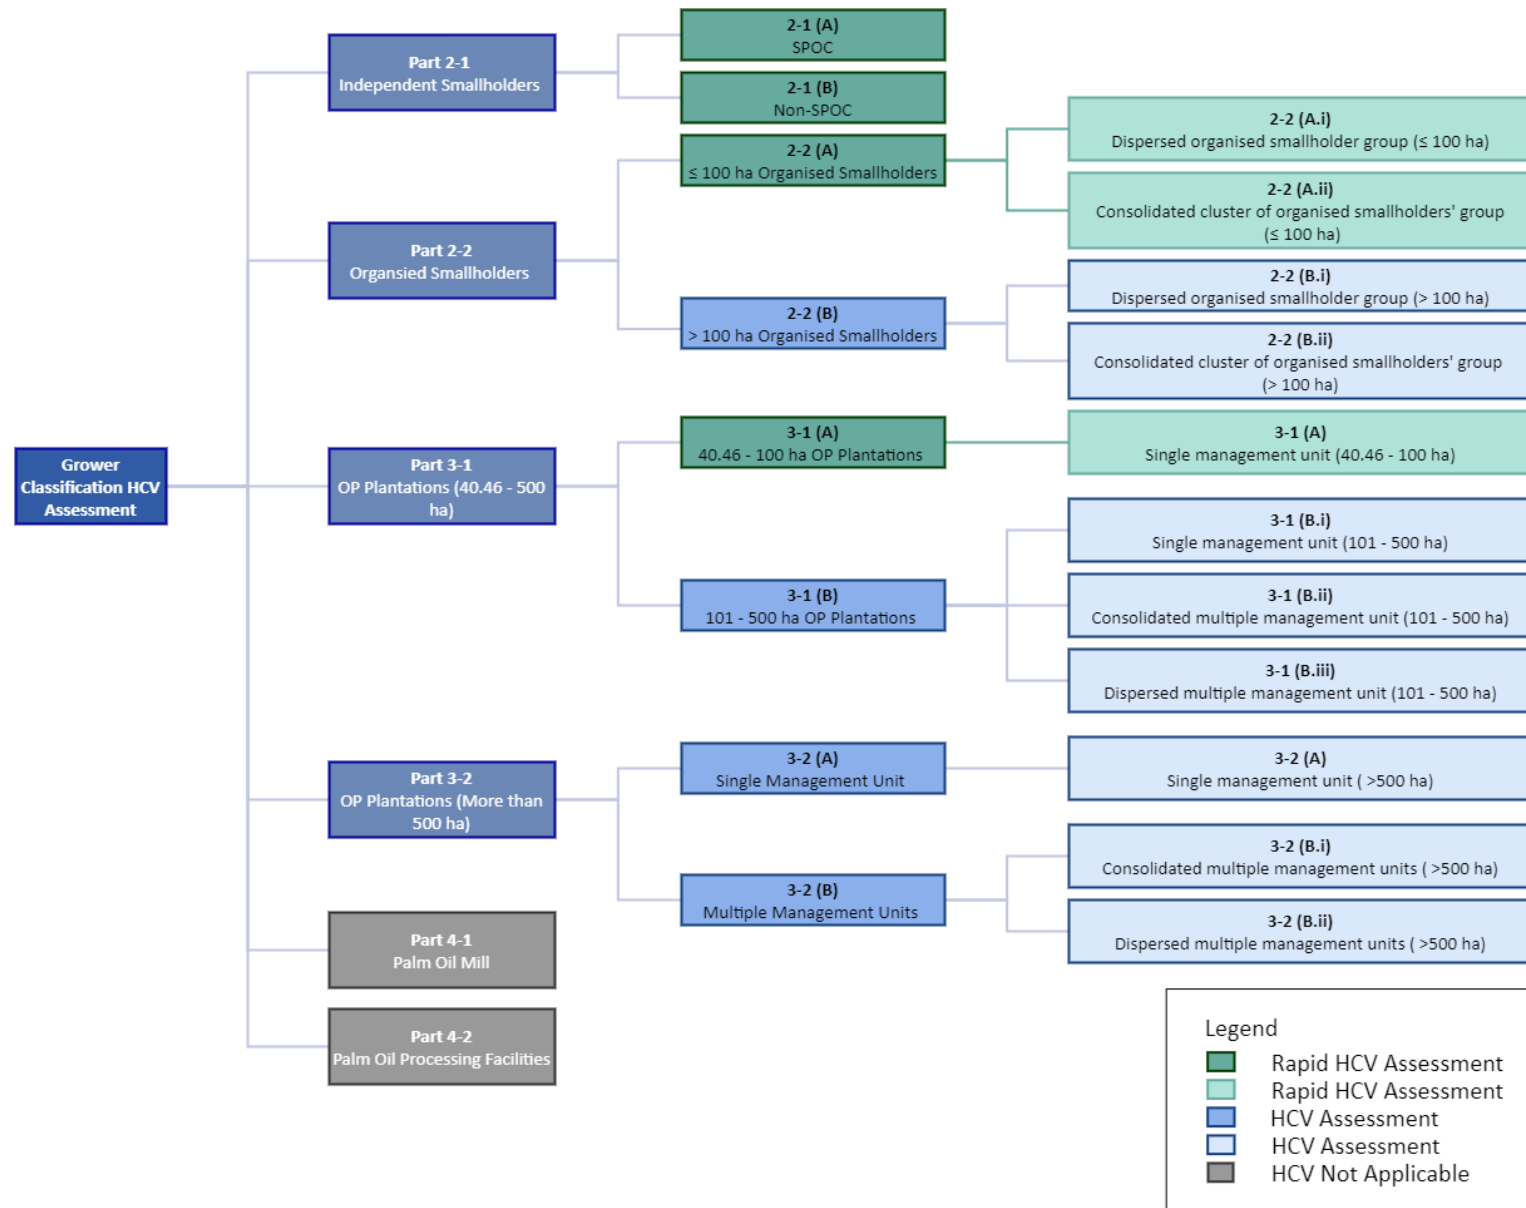 Grower
Classification HCV
Assessment
Part 2-1
Independent Smallholders
2-1 (A)
SPOC
2-1 (B)
Non-SPOC
Part 2-2
Organsied Smallholders
2-2 (A)
≤ 100 ha Organised Smallholders
2-2 (A.i)
Dispersed organised smallholder group (≤ 100 ha)
2-2 (A.ii)
Consolidated cluster of organised smallholders' group
(≤ 100 ha)
2-2 (B)
> 100 ha Organised Smallholders
2-2 (B.i)
Dispersed organised smallholder group (> 100 ha)
2-2 (B.ii)
Consolidated cluster of organised smallholders' group
(> 100 ha)
Part 3-1
OP Plantations (40.46 - 500
ha)
3-1 (A)
40.46 - 100 ha OP Plantations
3-1 (A)
Single management unit (40.46 - 100 ha)
3-1 (B)
101 - 500 ha OP Plantations
3-1 (B.i)
Single management unit (101 - 500 ha)
3-1 (B.ii)
Consolidated multiple management unit (101 - 500 ha)
3-1 (B.iii)
Dispersed multiple management unit (101 - 500 ha)
Part 3-2
OP Plantations (More than
500 ha)
3-2 (A)
Single Management Unit
3-2 (A)
Single management unit ( >500 ha)
3-2 (B)
Multiple Management Units
3-2 (B.i)
Consolidated multiple management units ( >500 ha)
3-2 (B.ii)
Dispersed multiple management units ( >500 ha)
Part 4-1
Palm Oil Mill
Part 4-2
Palm Oil Processing Facilities
Legend
Rapid HCV Assessment
Rapid HCV Assessment
HCV Assessment
HCV Assessment
HCV Not Applicable